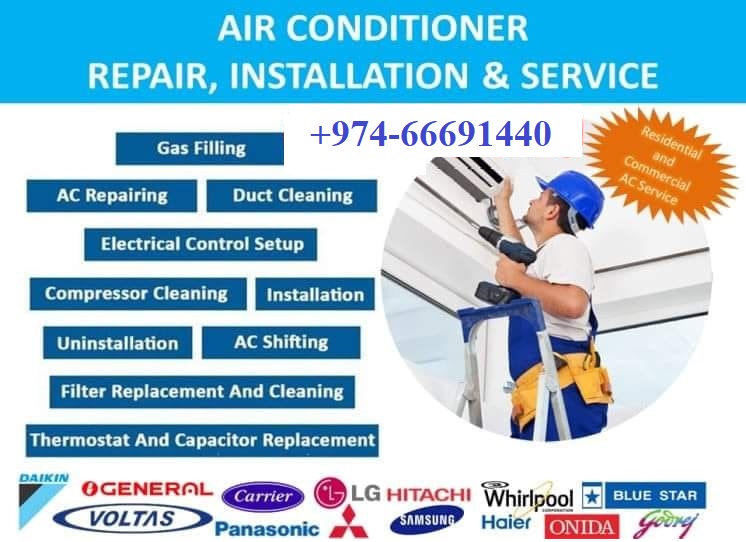 AIR CONDITIONER
REPAIR, INSTALLATION & SERVICE
+974-66691440
Residential
and
Commercial
AC Service
Gas Filling
AC Repairing
Duct Cleaning
Electrical Control Setup
Compressor Cleaning
Installation
Uninstallation
AC Shifting
Filter Replacement And Cleaning
Thermostat And Capacitor Replacement
DAIKIN
GENERAL
Carrier
LG
HITACHI
Whirlpool
CORPORATION
BLUE STAR
VOLTAS
Panasonic
SAMSUNG
Haier
ONIDA
Godrej